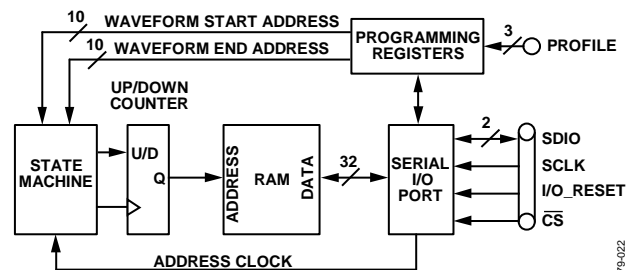 10 WAVEFORM START ADDRESS
10 WAVEFORM END ADDRESS
PROGRAMMING
REGISTERS
3
PROFILE
UP/DOWN
COUNTER
STATE
MACHINE
U/D
Q
ADDRESS
RAM
DATA
32
SERIAL
I/O
PORT
2
SDIO
SCLK
I/O_RESET
CS
ADDRESS CLOCK
79-022